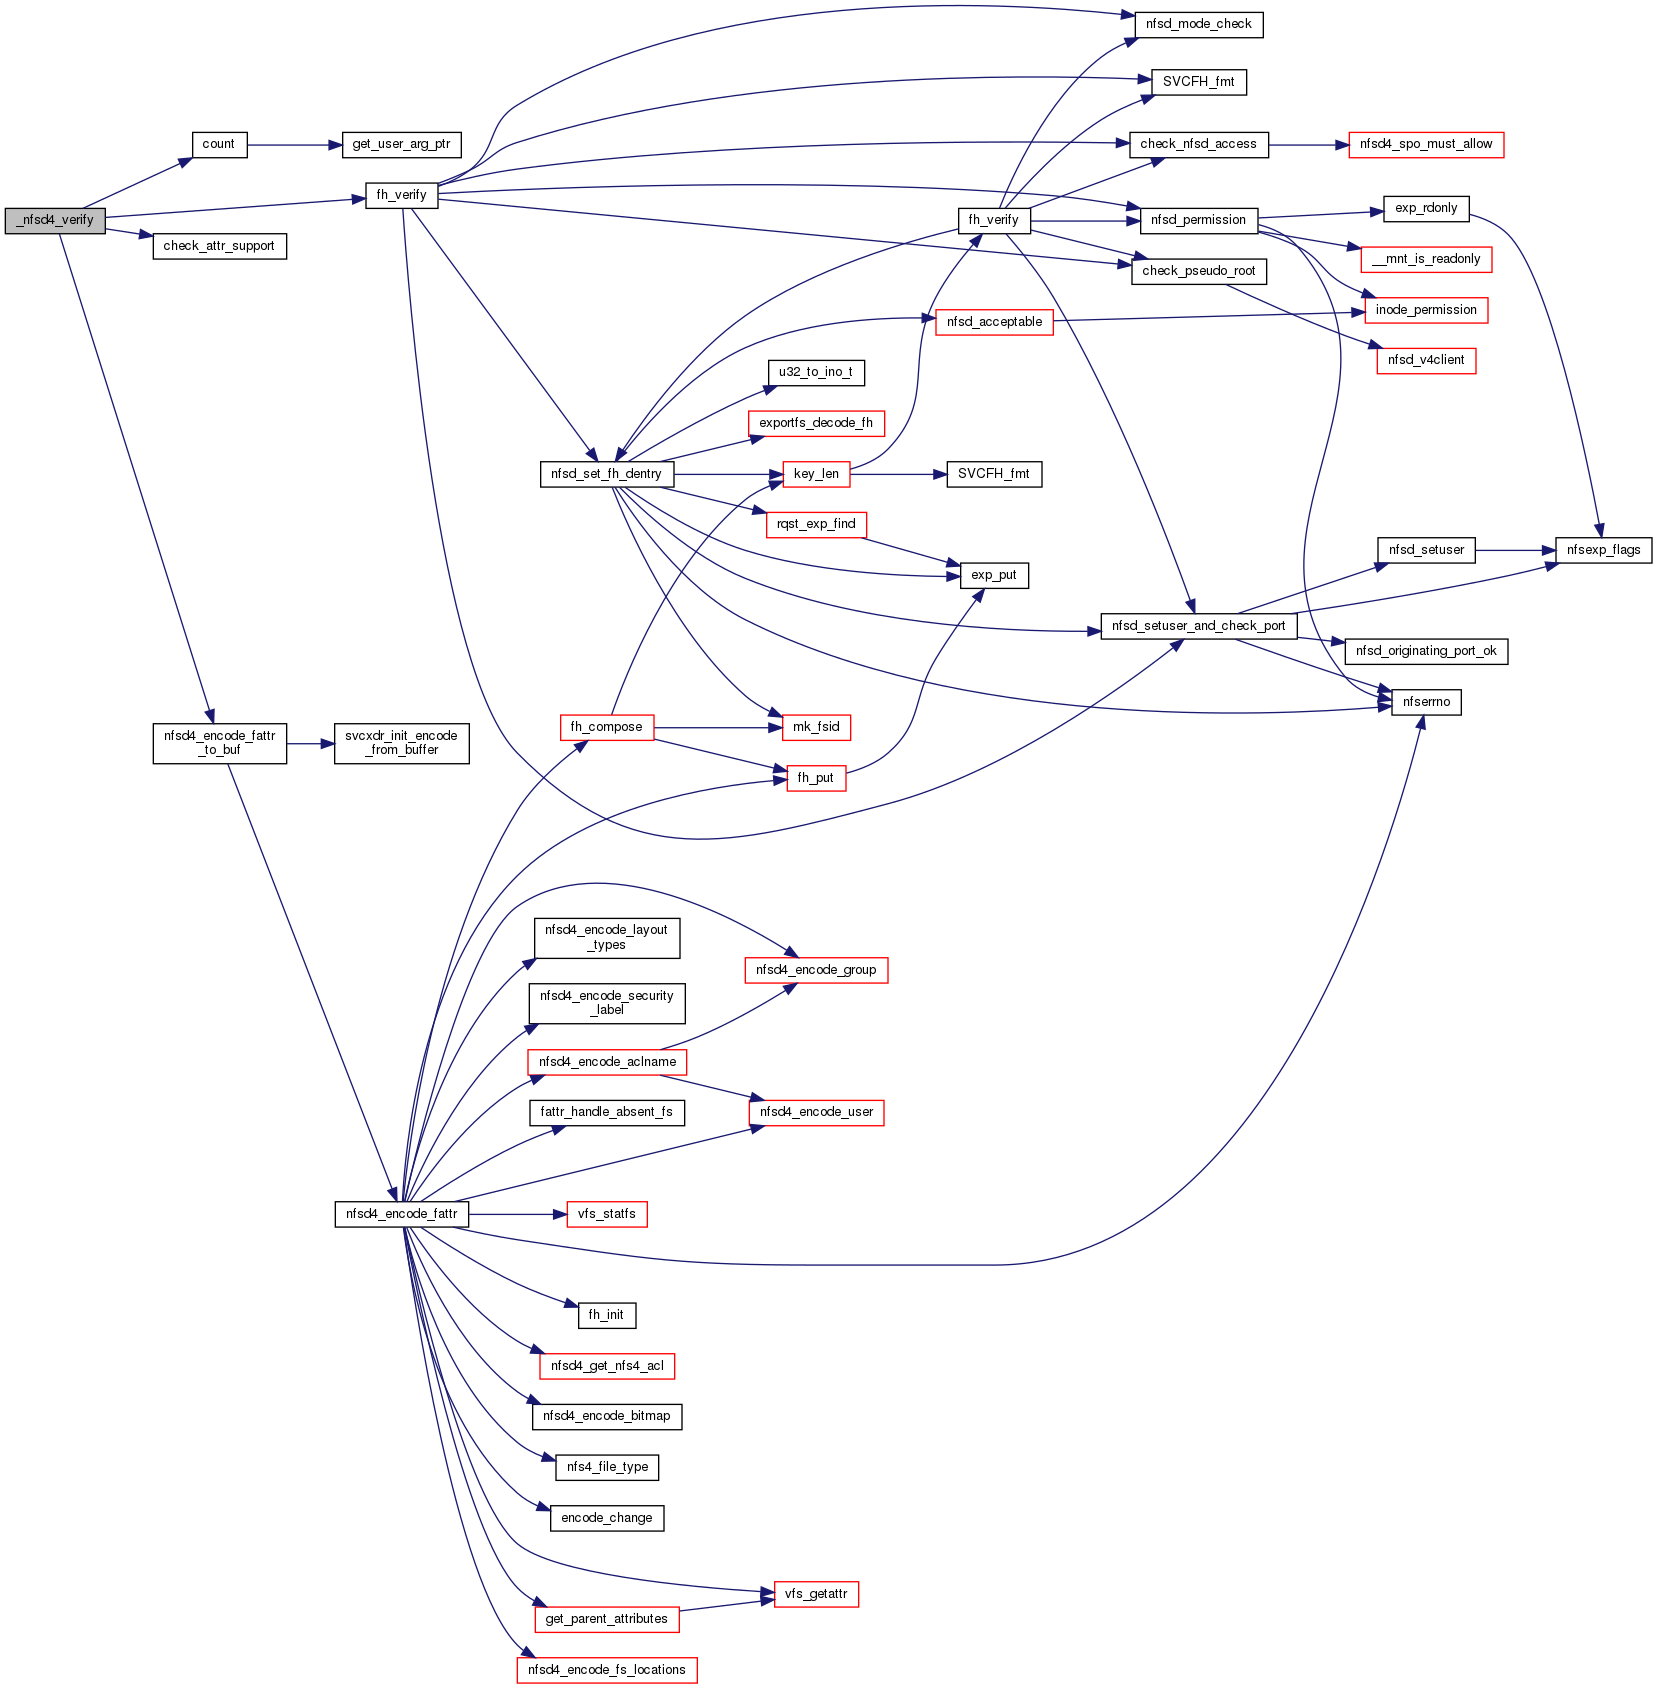 nfsd_mode_check
SVCFH_fmt
count
get_user_arg_ptr
check_nfsd_access
nfsd4_spo_must_allow
fh_verify
_nfsd4_verify
fh_verify
nfsd_permission
exp_rdonly
check_attr_support
__mnt_is_readonly
check_pseudo_root
inode_permission
nfsd_acceptable
nfsd_v4client
u32_to_ino_t
exportfs_decode_fh
nfsd_set_fh_dentry
key_len
SVCFH_fmt
rqst_exp_find
nfsd_setuser
nfsexp_flags
exp_put
nfsd_setuser_and_check_port
nfsd_originating_port_ok
nfserrno
fh_compose
mk_fsid
nfsd4_encode_fattr
_to_buf
svcxdr_init_encode
_from_buffer
fh_put
nfsd4_encode_layout
_types
nfsd4_encode_group
nfsd4_encode_security
_label
nfsd4_encode_aclname
fattr_handle_absent_fs
nfsd4_encode_user
nfsd4_encode_fattr
vfs_statfs
fh_init
nfsd4_get_nfs4_acl
nfsd4_encode_bitmap
nfs4_file_type
encode_change
vfs_getattr
get_parent_attributes
nfsd4_encode_fs_locations